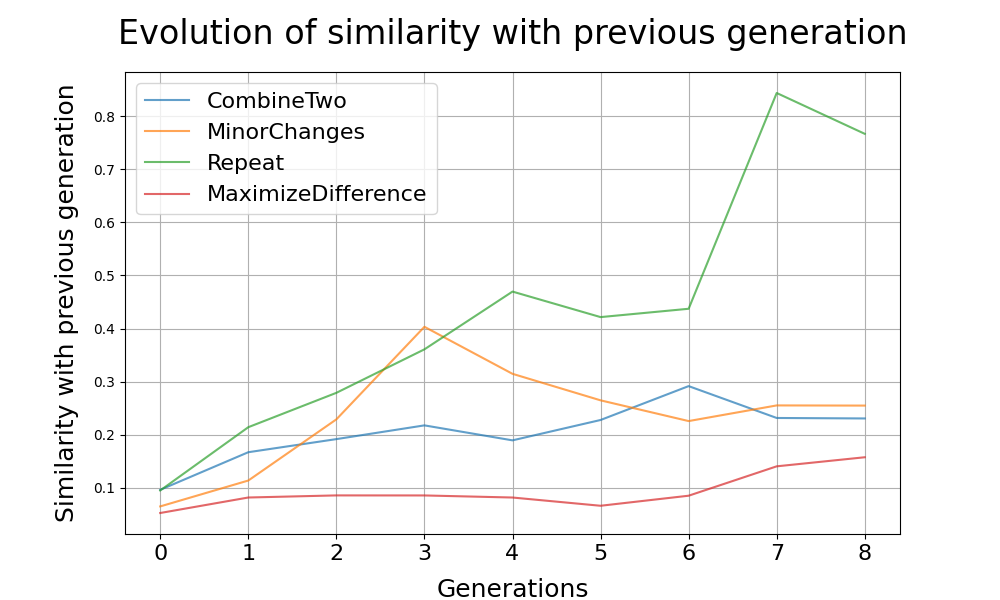 Evolution of similarity with previous generation
CombineTwo
MinorChanges
Repeat
MaximizeDifference
Similarity with previous generation
0.8
0.7
0.6
0.5
0.4
0.3
0.2
0.1
0 1 2 3 4 5 6 7 8
Generations